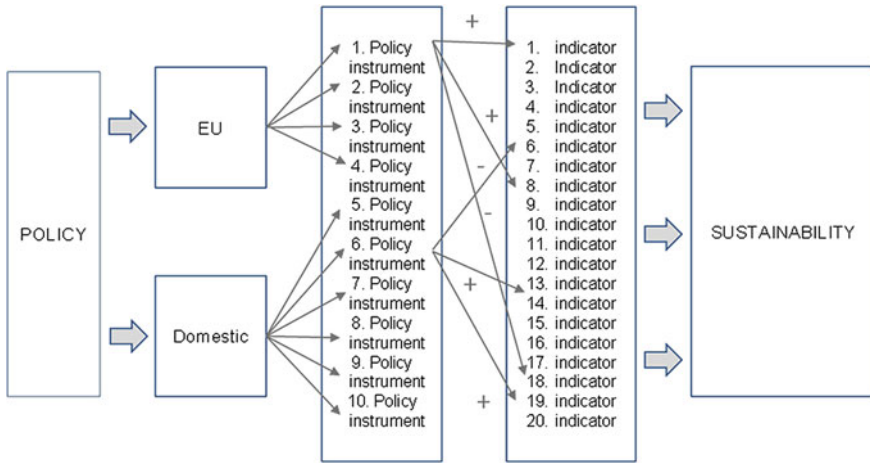 POLICY
EU
Domestic
1. Policy
instrument
2. Policy
instrument
3. Policy
instrument
4. Policy
instrument
5. Policy
instrument
6. Policy
instrument
7. Policy
instrument
8. Policy
instrument
9. Policy
instrument
10. Policy
instrument
+
+
-
-
+
+
1. indicator
2. Indicator
3. Indicator
4. indicator
5. indicator
6. indicator
7. indicator
8. indicator
9. indicator
10. indicator
11. indicator
12. indicator
13. indicator
14. indicator
15. indicator
16. indicator
17. indicator
18. indicator
19. indicator
20. indicator
SUSTAINABILITY